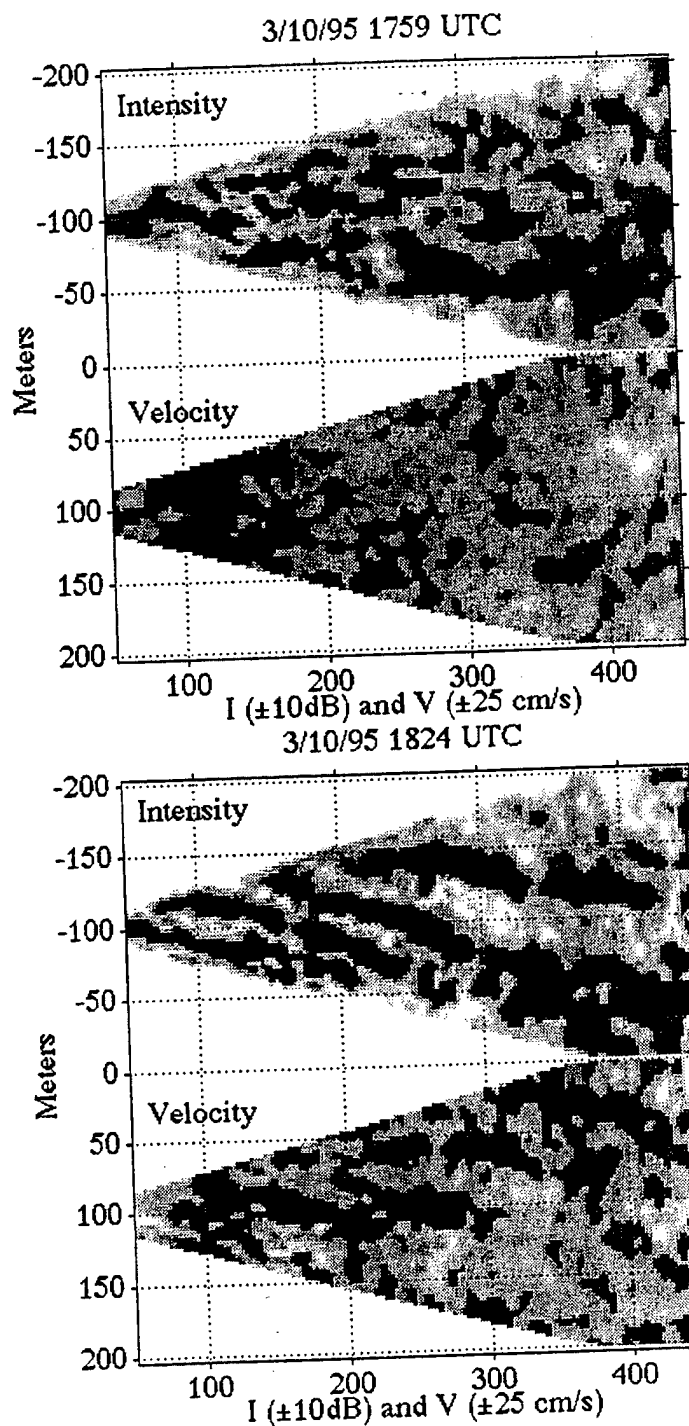 3/10/95 1759 UTC
-200
Intensity
-150
-100
-50
Meters
0
Velocity
50
100
150
200
100 200 300 400
I (±10dB) and V (±25 cm/s)
3/10/95 1824 UTC
-200
Intensity
-150
-100
-50
Meters
0
Velocity
50
100
150
200
100 200 300 400
I (±10dB) and V (±25 cm/s)